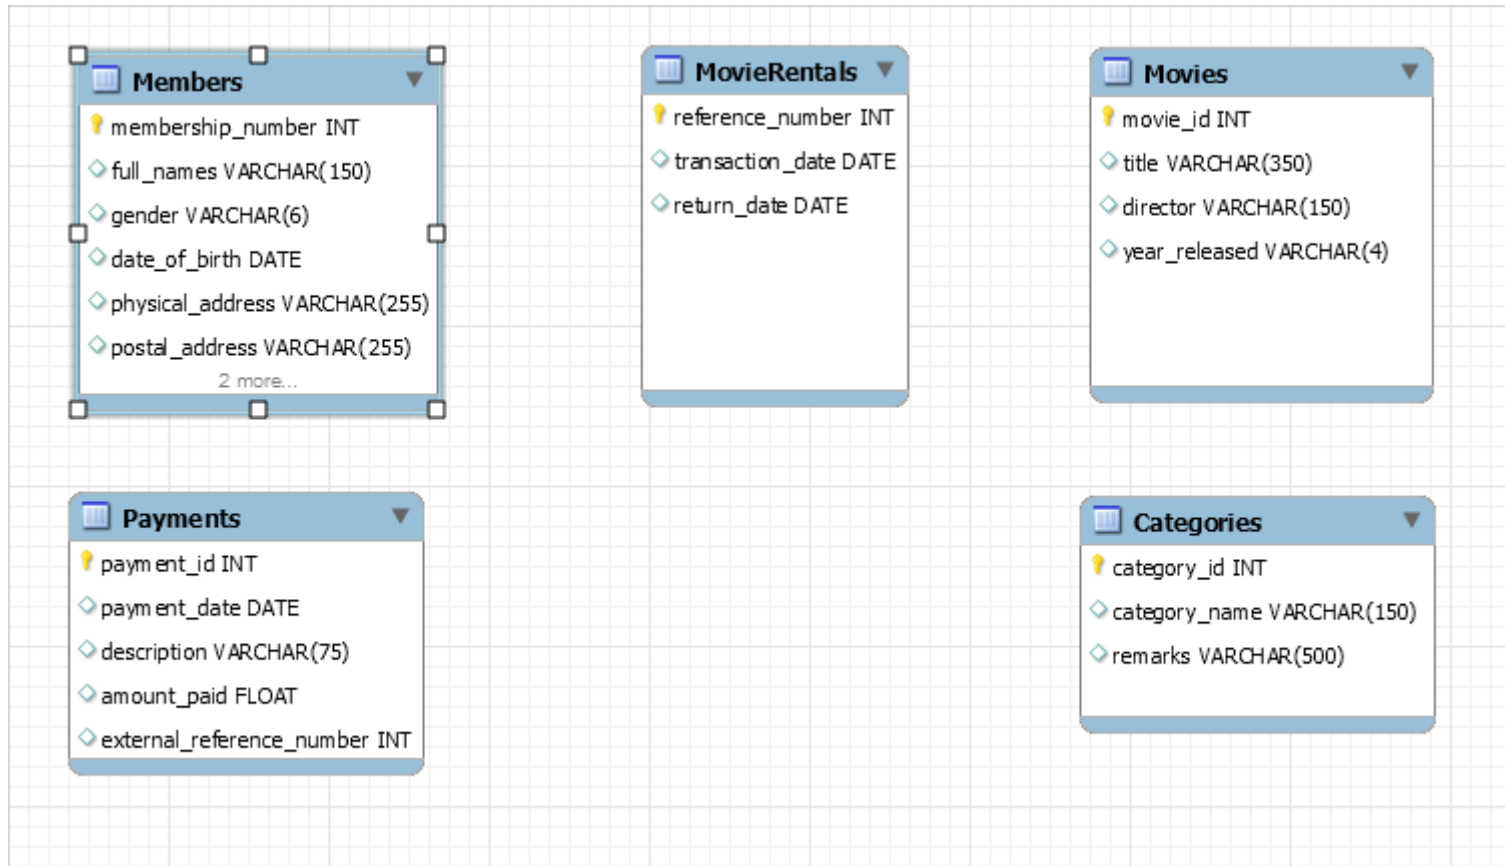 Members
membership_number INT
full_names VARCHAR(150)
gender VARCHAR(6)
date_of_birth DATE
physical_address VARCHAR(255)
postal_address VARCHAR(255)
2 more...
MovieRentals
reference_number INT
transaction_date DATE
return_date DATE
Movies
movie_id INT
title VARCHAR(350)
director VARCHAR(150)
year_released VARCHAR(4)
Payments
payment_id INT
payment_date DATE
description VARCHAR(75)
amount_paid FLOAT
external_reference_number INT
Categories
category_id INT
category_name VARCHAR(150)
remarks VARCHAR(500)